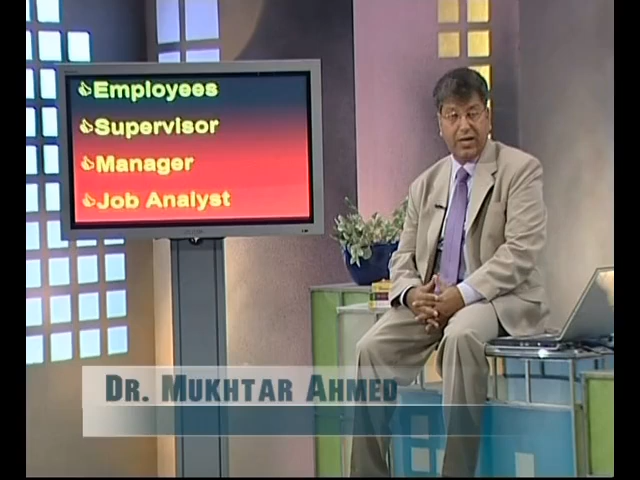 Employees
Supervisor
Manager
Job Analyst
DR. MUKHTAR AHMED